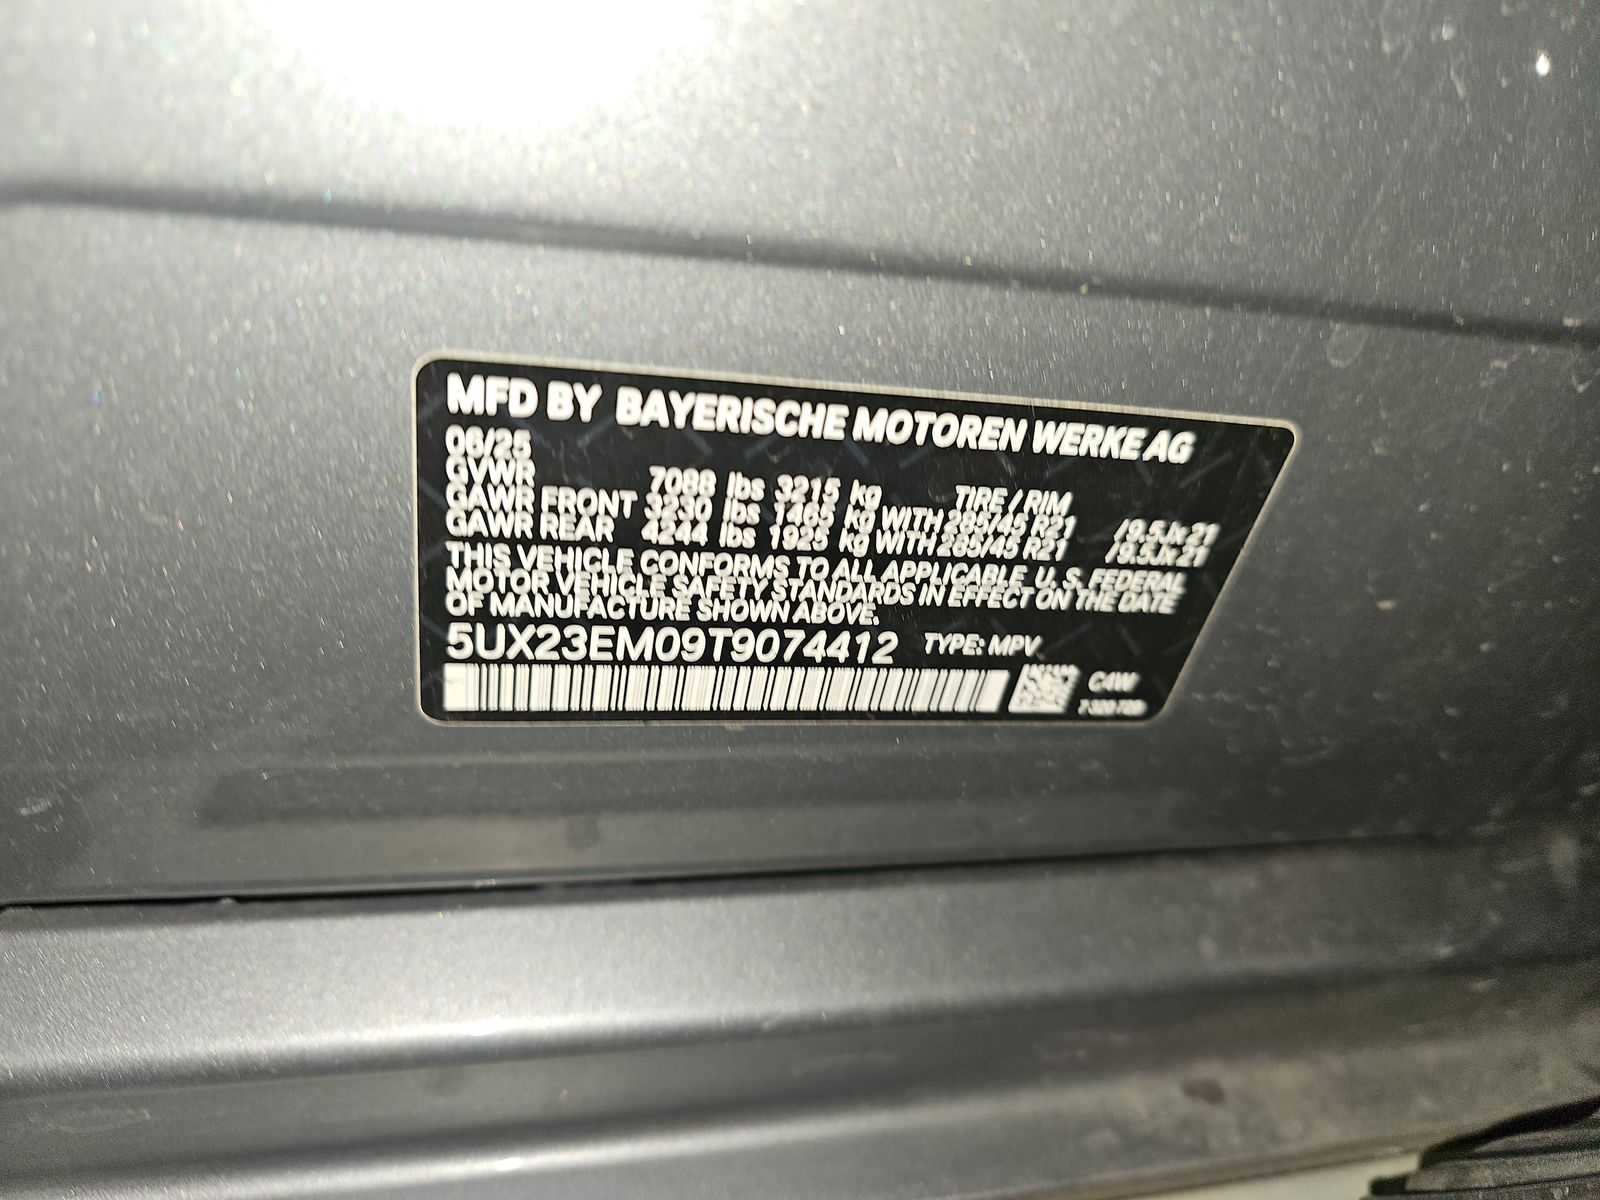 MFD BY BAYERISCHE MOTOREN WERKE AG
06/25
GVWR 7088 lbs 3215 kg TIRE / RIM
GAWR FRONT 3230 lbs 1465 kg WITH 285/45 R21 /9.5Jx21
GAWR REAR 4244 lbs 1925 kg WITH 285/45 R21 /9.5Jx21
THIS VEHICLE CONFORMS TO ALL APPLICABLE U. S. FEDERAL
MOTOR VEHICLE SAFETY STANDARDS IN EFFECT ON THE DATE
OF MANUFACTURE SHOWN ABOVE.
5UX23EM09T9074412 TYPE: MPV
C4W